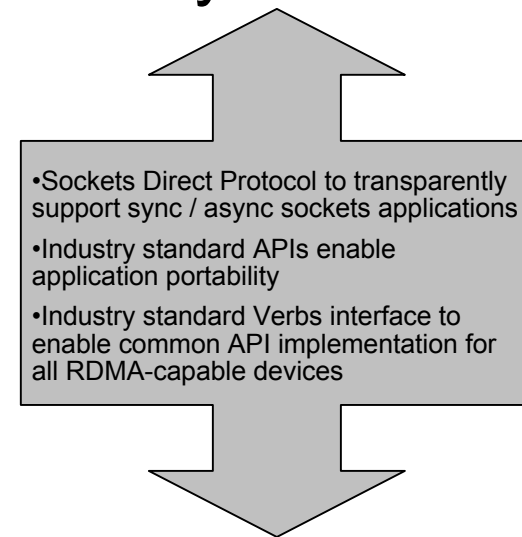 •Sockets Direct Protocol to transparently
support sync / async sockets applications
•Industry standard APIs enable
application portability
•Industry standard Verbs interface to
enable common API implementation for
all RDMA-capable devices